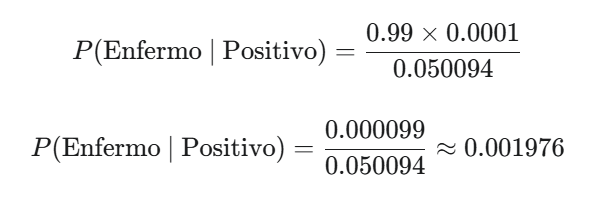 P(Enfermo | Positivo) = 0.99 × 0.0001 / 0.050094
P(Enfermo | Positivo) = 0.000099 / 0.050094 ≈ 0.001976